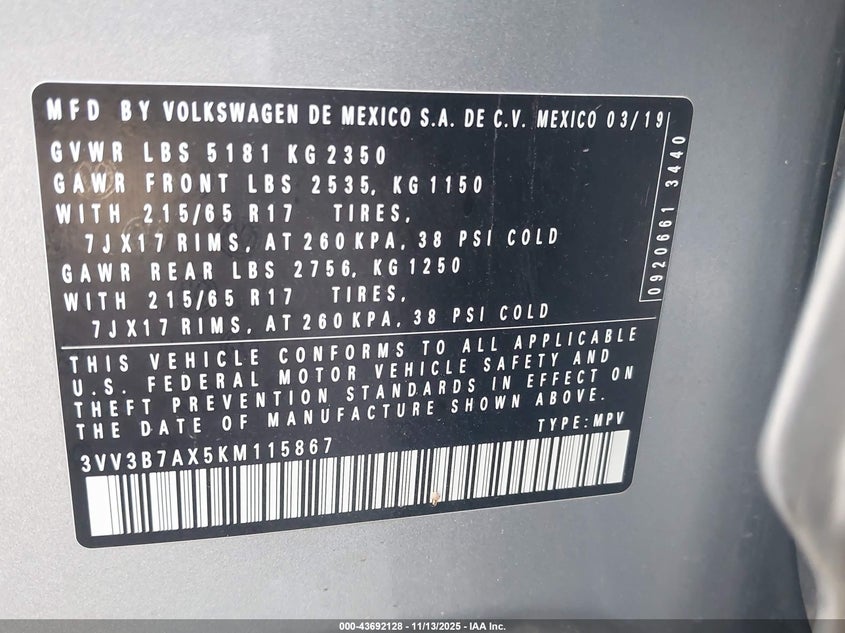 MFD BY VOLKSWAGEN DE MEXICO S.A. DE C.V. MEXICO 03/19
GVWR LBS 5181 KG 2350
GAWR FRONT LBS 2535, KG 1150
WITH 215/65 R17 TIRES,
7JX17 RIMS, AT 260 KPA, 38 PSI COLD
GAWR REAR LBS 2756, KG 1250
WITH 215/65 R17 TIRES,
7JX17 RIMS, AT 260 KPA, 38 PSI COLD
0920661 3440
THIS VEHICLE CONFORMS TO ALL APPLICABLE
U.S. FEDERAL MOTOR VEHICLE SAFETY AND
THEFT PREVENTION STANDARDS IN EFFECT ON
THE DATE OF MANUFACTURE SHOWN ABOVE.
TYPE: MPV
3VV3B7AX5KM115867
000-43692128 - 11/13/2025 - IAA Inc.